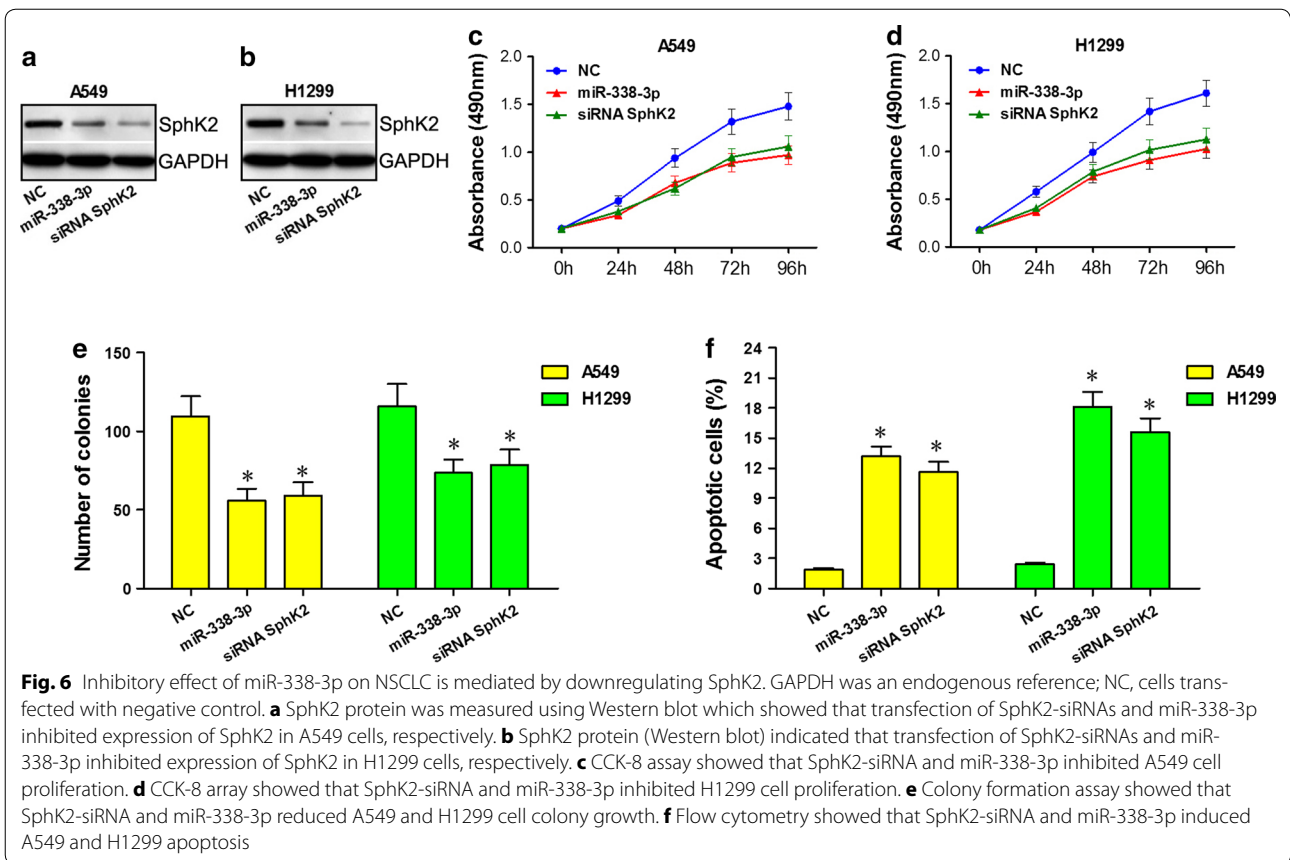 a
A549
SphK2
GAPDH
NC
miR-338-3p
siRNA SphK2
b
H1299
SphK2
GAPDH
NC
miR-338-3p
siRNA SphK2
c
A549
Absorbance (490nm)
2.0
1.5
1.0
0.5
0.0
NC
miR-338-3p
siRNA SphK2
0h 24h 48h 72h 96h
d
H1299
Absorbance (490nm)
2.0
1.5
1.0
0.5
0.0
NC
miR-338-3p
siRNA SphK2
0h 24h 48h 72h 96h
e
Number of colonies
150
100
50
0
* * * *
A549
H1299
NC
miR-338-3p
siRNA SphK2
NC
miR-338-3p
siRNA SphK2
f
Apoptotic cells (%)
24
21
18
15
12
9
6
3
0
* * * *
A549
H1299
NC
miR-338-3p
siRNA SphK2
NC
miR-338-3p
siRNA SphK2
Fig. 6 Inhibitory effect of miR-338-3p on NSCLC is mediated by downregulating SphK2. GAPDH was an endogenous reference; NC, cells trans-
fected with negative control. a SphK2 protein was measured using Western blot which showed that transfection of SphK2-siRNAs and miR-338-3p
inhibited expression of SphK2 in A549 cells, respectively. b SphK2 protein (Western blot) indicated that transfection of SphK2-siRNAs and miR-
338-3p inhibited expression of SphK2 in H1299 cells, respectively. c CCK-8 assay showed that SphK2-siRNA and miR-338-3p inhibited A549 cell
proliferation. d CCK-8 array showed that SphK2-siRNA and miR-338-3p inhibited H1299 cell proliferation. e Colony formation assay showed that
SphK2-siRNA and miR-338-3p reduced A549 and H1299 cell colony growth. f Flow cytometry showed that SphK2-siRNA and miR-338-3p induced
A549 and H1299 apoptosis